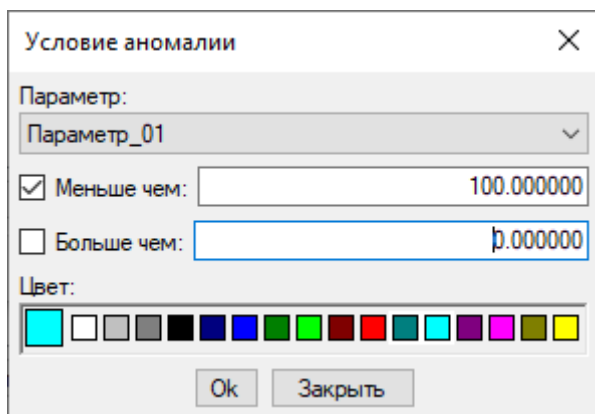 Условие аномалии
Параметр:
Параметр_01
Меньше чем: 100.000000
Больше чем: 0.000000
Цвет:
Ok Закрыть